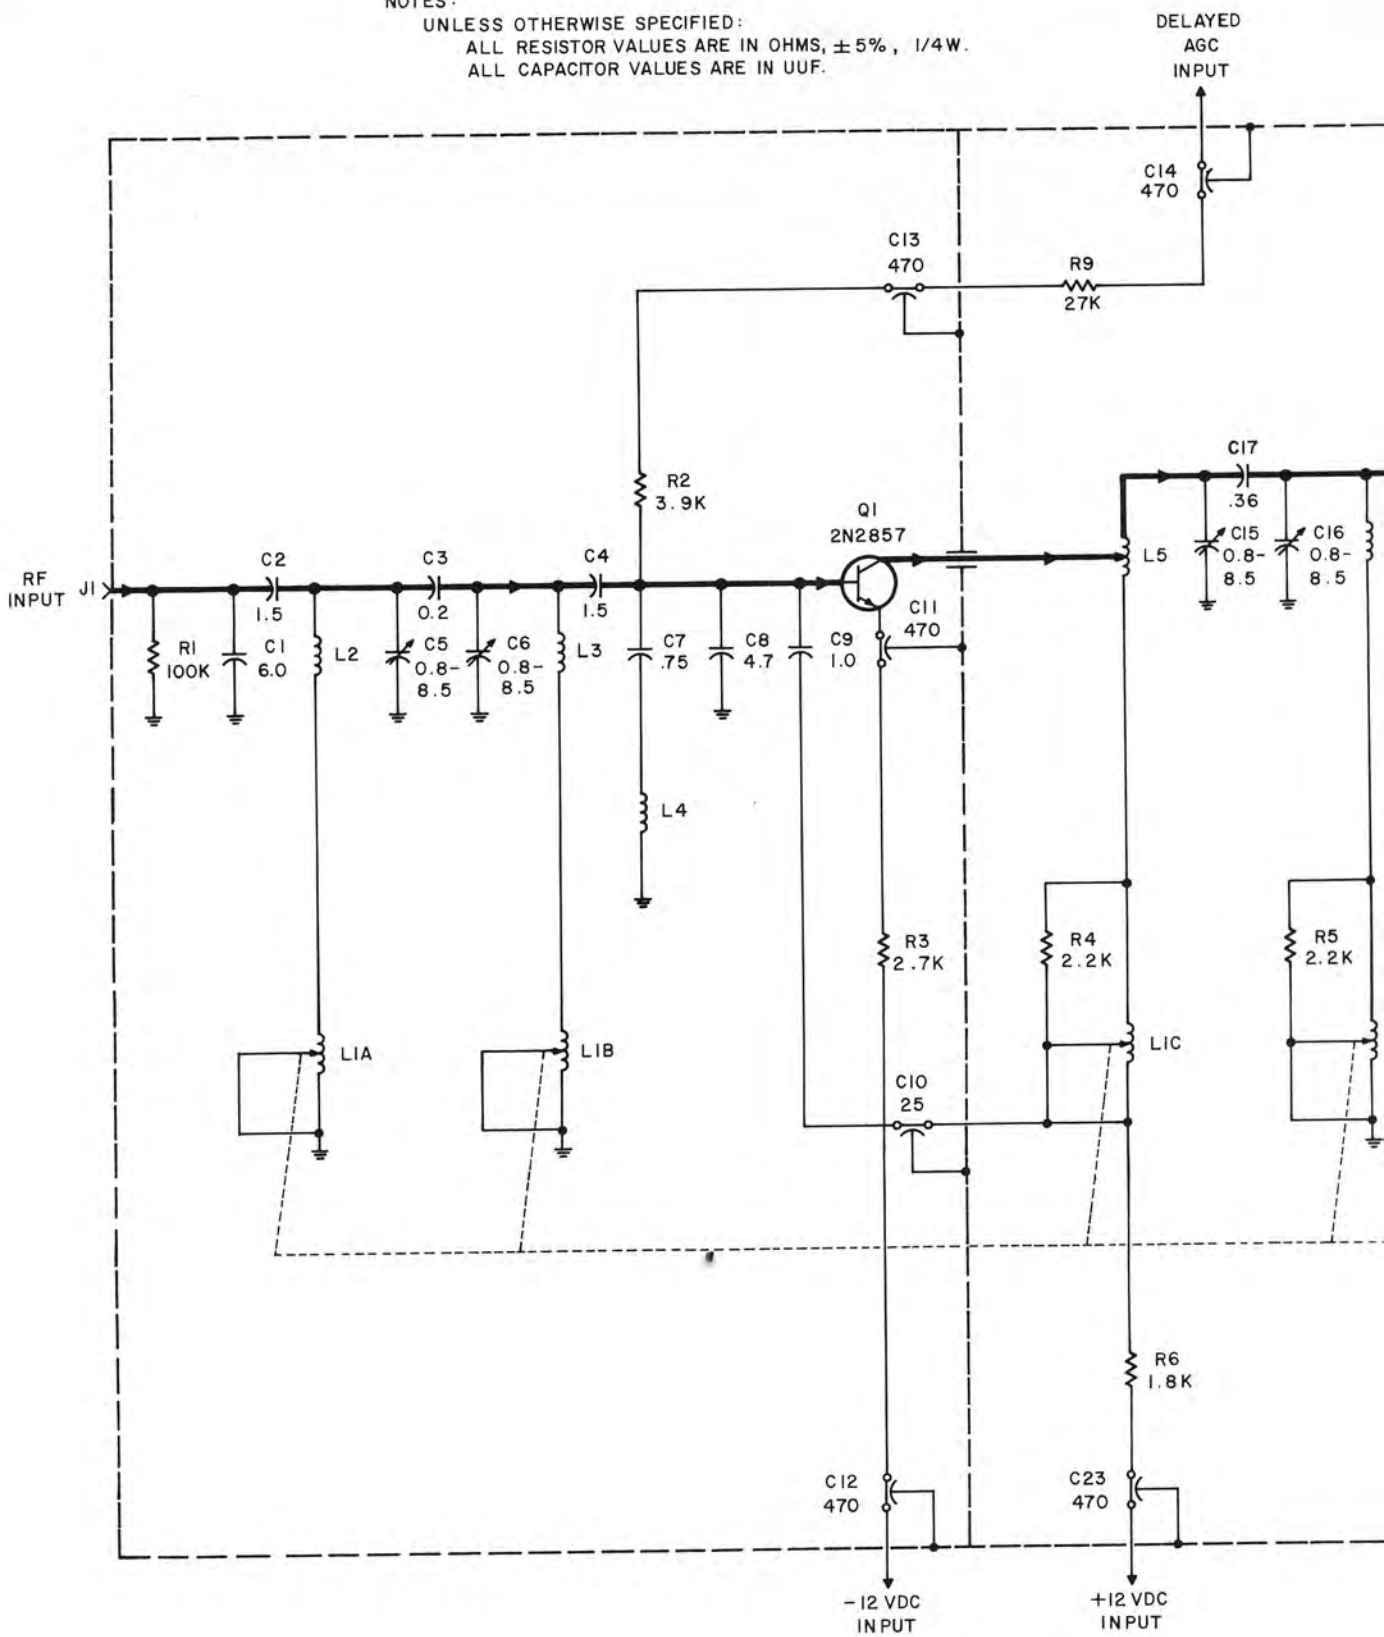 NOTES:
UNLESS OTHERWISE SPECIFIED:
ALL RESISTOR VALUES ARE IN OHMS, ±5%, 1/4W.
ALL CAPACITOR VALUES ARE IN UUF.
DELAYED
AGC
INPUT
C14
470
C13
470
R9
27K
R2
3.9K
C17
.36
Q1
2N2857
C15
0.8-
8.5
C16
0.8-
8.5
L5
RF
INPUT
J1
C2
1.5
C3
0.2
C4
1.5
C11
470
R1
100K
C1
6.0
L2
C5
0.8-
8.5
C6
0.8-
8.5
L3
C7
.75
C8
4.7
C9
1.0
L4
R3
2.7K
R4
2.2K
R5
2.2K
L1A
L1B
L1C
C10
25
R6
1.8K
C12
470
C23
470
-12 VDC
INPUT
+12 VDC
INPUT